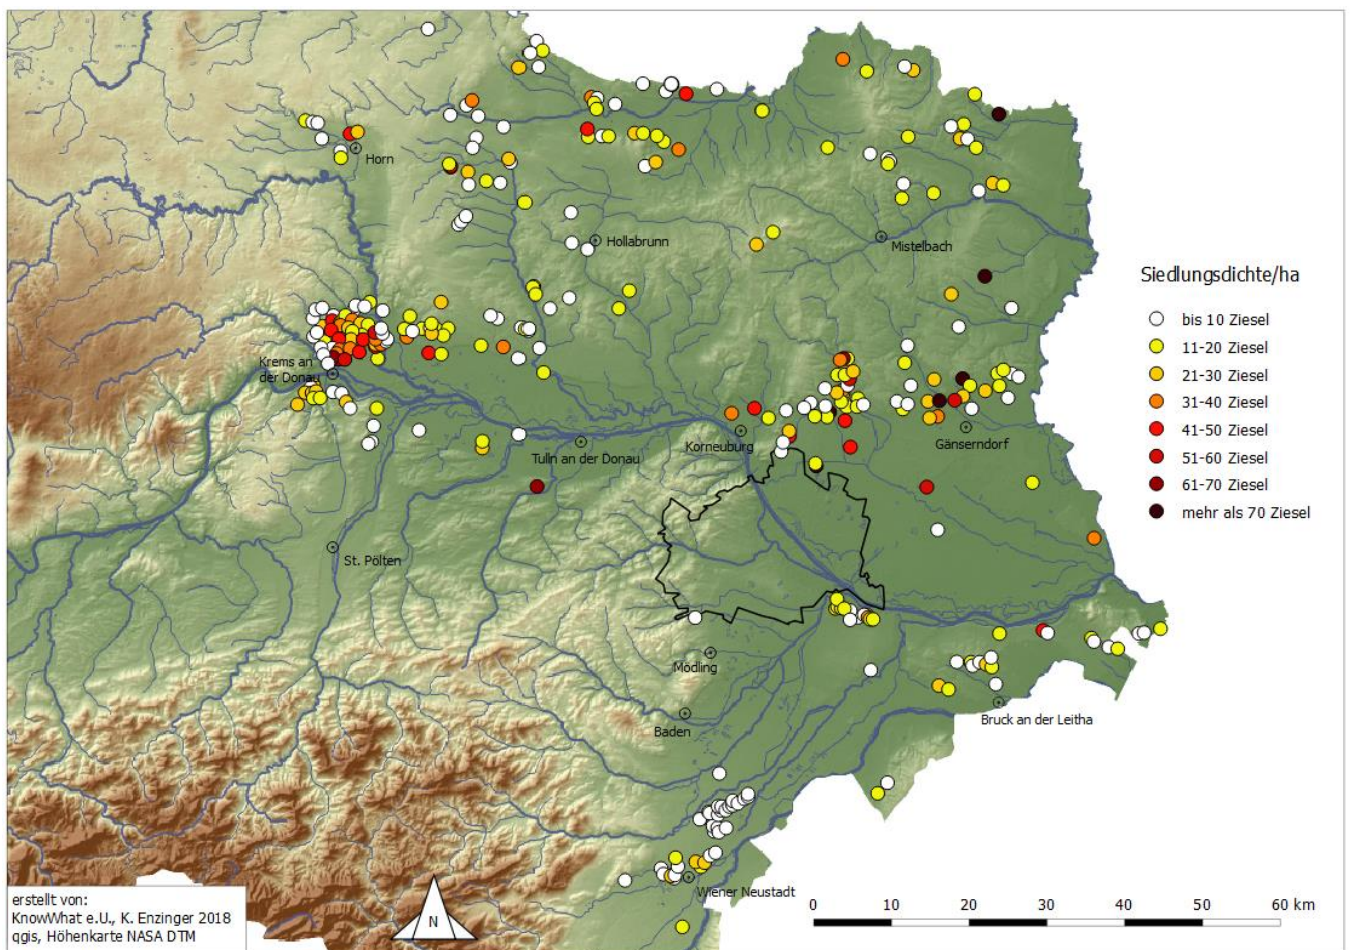 Horn
Hollabrunn
Mistelbach
Siedlungsdichte/ha
bis 10 Ziesel
11-20 Ziesel
21-30 Ziesel
31-40 Ziesel
41-50 Ziesel
51-60 Ziesel
61-70 Ziesel
mehr als 70 Ziesel
Krems an
der Donau
Korneuburg
Gänserndorf
Tulln an der Donau
St. Pölten
Mödling
Bruck an der Leitha
Baden
Wiener Neustadt
erstellt von:
KnowWhat e.U., K. Enzinger 2018
qgis, Höhenkarte NASA DTM
N
0 10 20 30 40 50 60 km